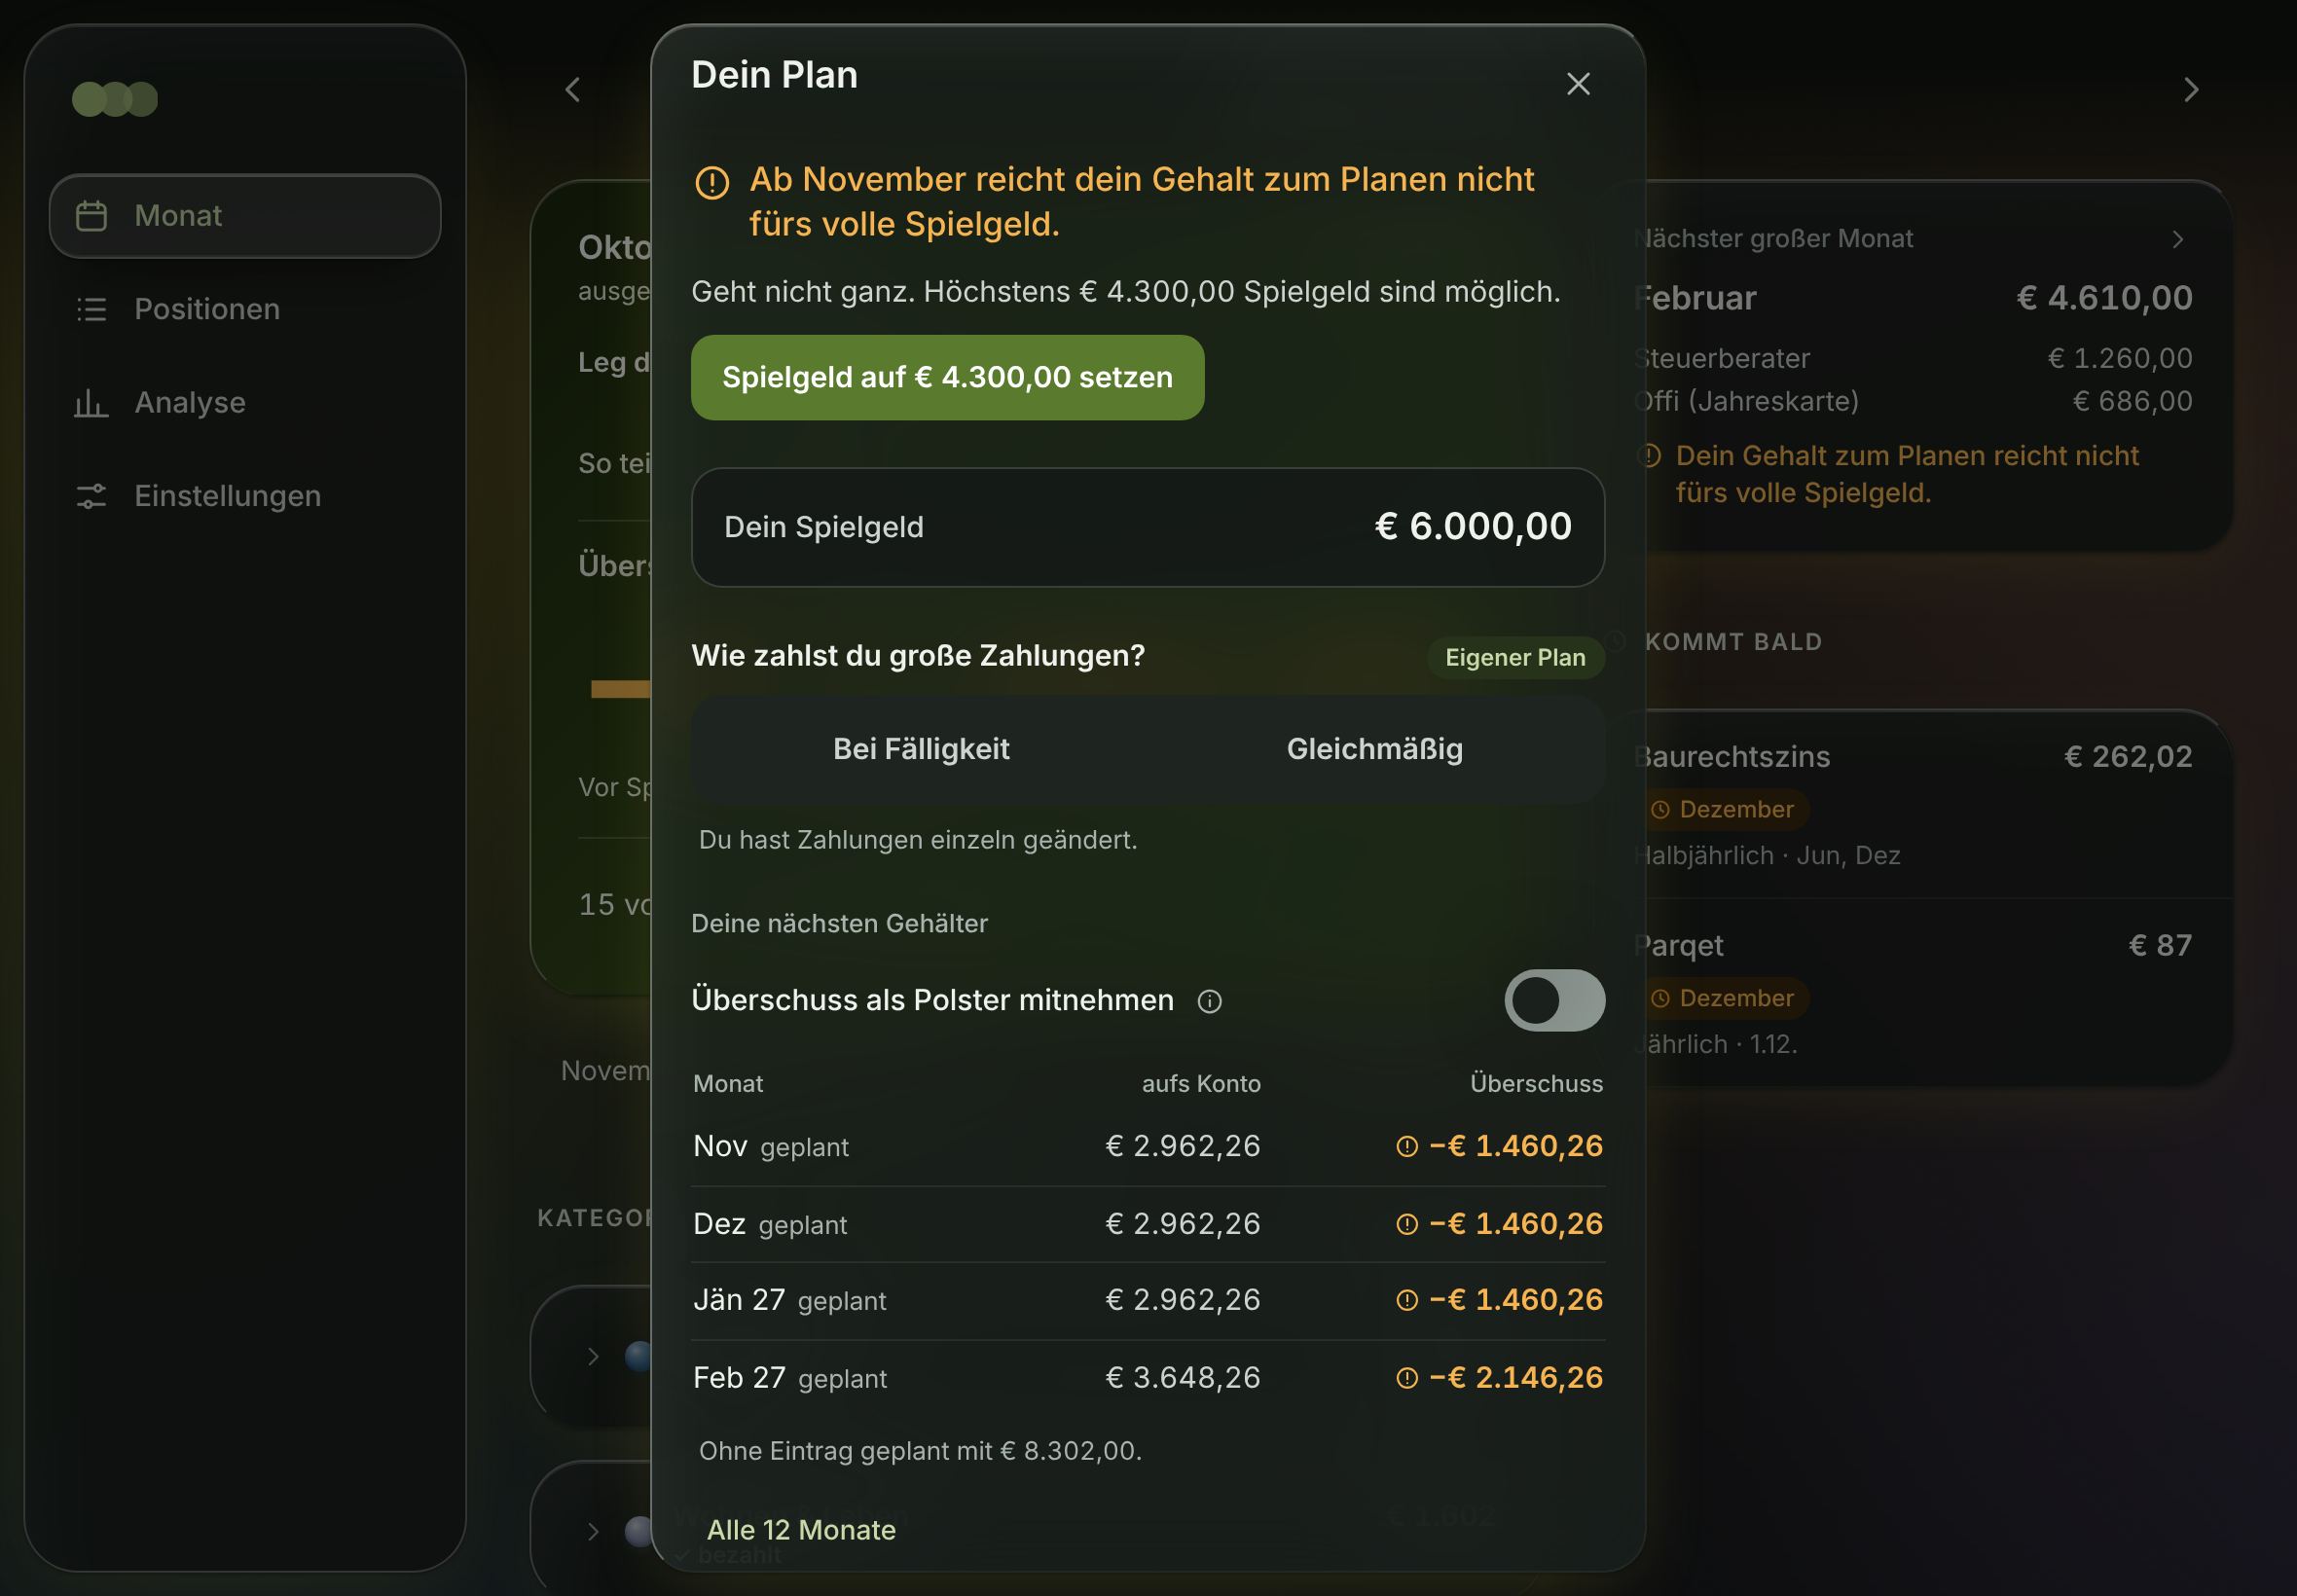 Monat
Positionen
Analyse
Einstellungen
Dein Plan
Ab November reicht dein Gehalt zum Planen nicht
fürs volle Spielgeld.
Geht nicht ganz. Höchstens € 4.300,00 Spielgeld sind möglich.
Spielgeld auf € 4.300,00 setzen
Dein Spielgeld € 6.000,00
Wie zahlst du große Zahlungen? Eigener Plan
Bei Fälligkeit Gleichmäßig
Du hast Zahlungen einzeln geändert.
Deine nächsten Gehälter
Überschuss als Polster mitnehmen
Monat aufs Konto Überschuss
Nov geplant € 2.962,26 −€ 1.460,26
Dez geplant € 2.962,26 −€ 1.460,26
Jän 27 geplant € 2.962,26 −€ 1.460,26
Feb 27 geplant € 3.648,26 −€ 2.146,26
Ohne Eintrag geplant mit € 8.302,00.
€ 1.002
Alle 12 Monate
bezahlt
Nächster großer Monat
Februar € 4.610,00
Steuerberater € 1.260,00
Offi (Jahreskarte) € 686,00
Dein Gehalt zum Planen reicht nicht
fürs volle Spielgeld.
KOMMT BALD
Baurechtszins € 262,02
Dezember
Halbjährlich · Jun, Dez
Parqet € 87
Dezember
Jährlich · 1.12.